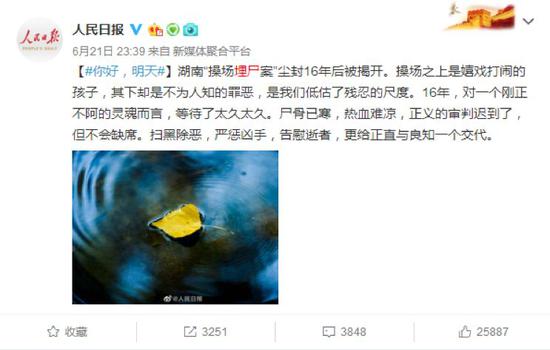 人民日报
PEOPLE'S DAILY
人民日报
6月21日 23:39 来自 新媒体聚合平台
【#你好，明天#】湖南“操场埋尸案”尘封16年后被揭开。操场之上是嬉戏打闹的
孩子，其下却是不为人知的罪恶，是我们低估了残忍的尺度。16年，对一个刚正
不阿的灵魂而言，等待了太久太久。尸骨已寒，热血难凉，正义的审判迟到了，
但不会缺席。扫黑除恶，严惩凶手，告慰逝者，更给正直与良知一个交代。
@人民日报
收藏
3251
3848
25887